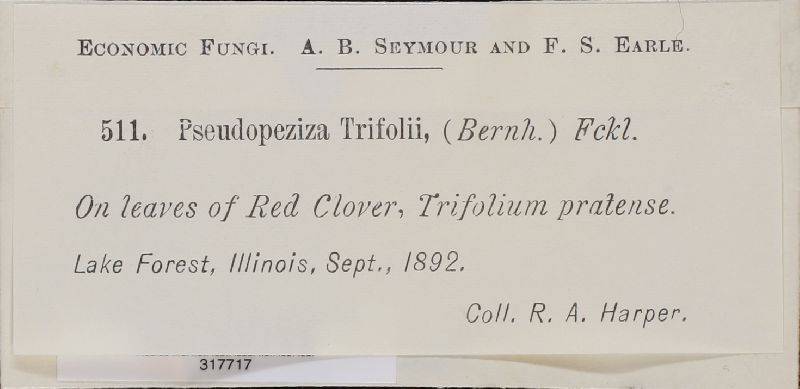 Economic Fungi. A. B. Seymour and F. S. Earle.
511. Pseudopeziza Trifolii, (Bernh.) Fckl.
On leaves of Red Clover, Trifolium pratense.
Lake Forest, Illinois, Sept., 1892.
Coll. R. A. Harper.
317717